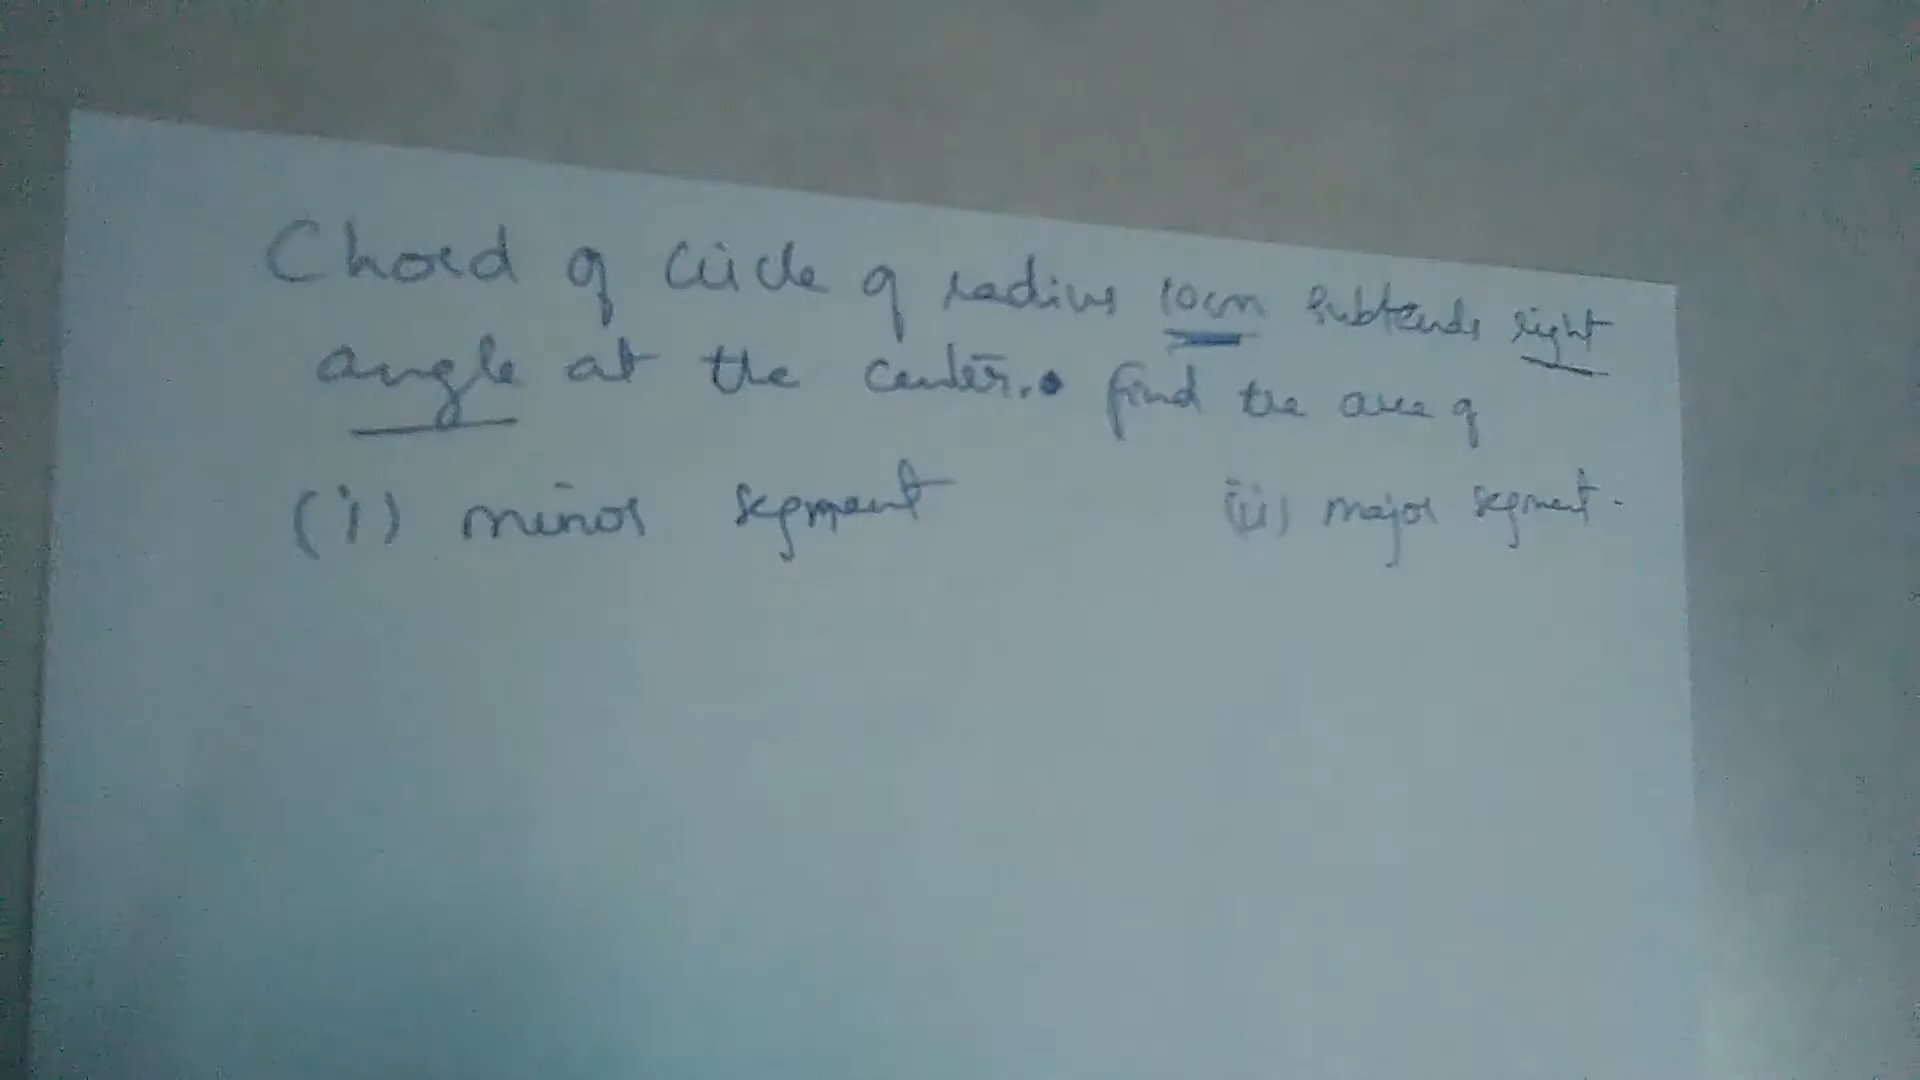 Chord of circle of radius 10cm subtends right
angle at the center. find the area of
(i) minor segment (ii) major segment.